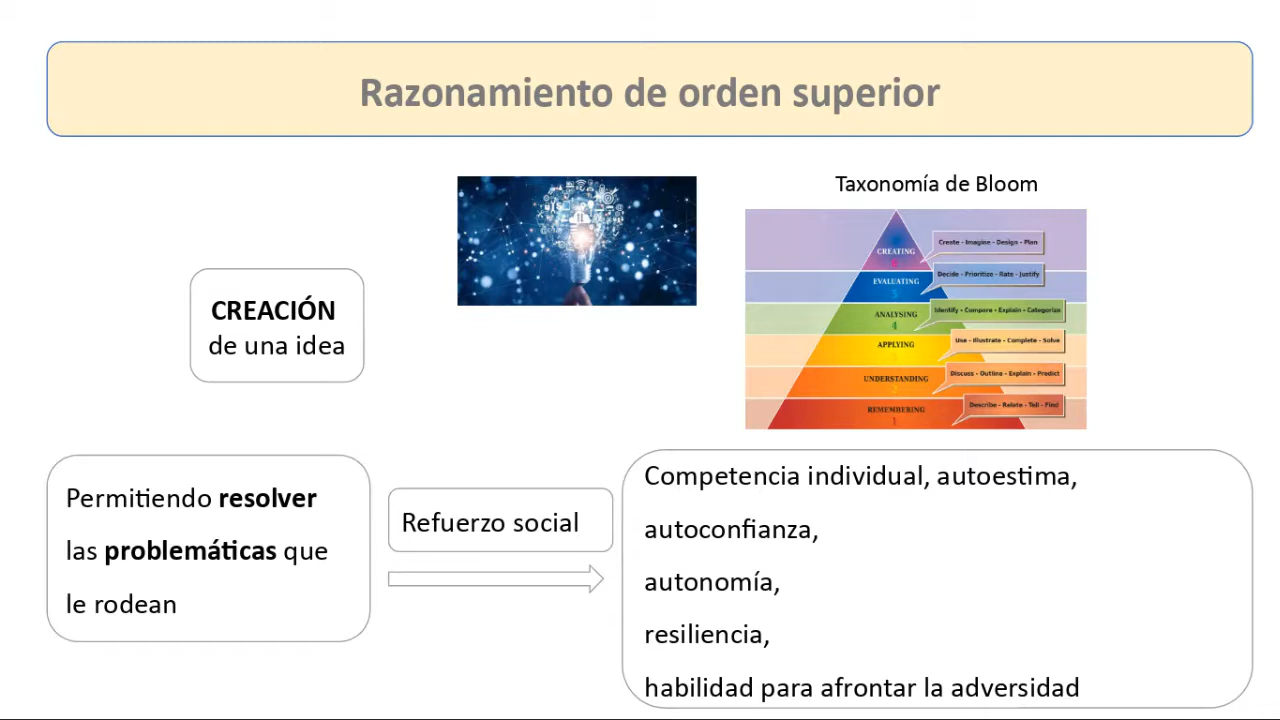 Razonamiento de orden superior
Taxonomía de Bloom
CREATING
Create - Imagine - Design - Plan
EVALUATING
Decide - Prioritize - Rate - Justify
ANALYSING
4
Identify - Compare - Explain - Categorize
APPLYING
Use - Illustrate - Complete - Solve
UNDERSTANDING
Discuss - Outline - Explain - Predict
REMEMBERING
1
Describe - Relate - Tell - Find
CREACIÓN
de una idea
Permitiendo resolver
las problemáticas que
le rodean
Refuerzo social
Competencia individual, autoestima,
autoconfianza,
autonomía,
resiliencia,
habilidad para afrontar la adversidad